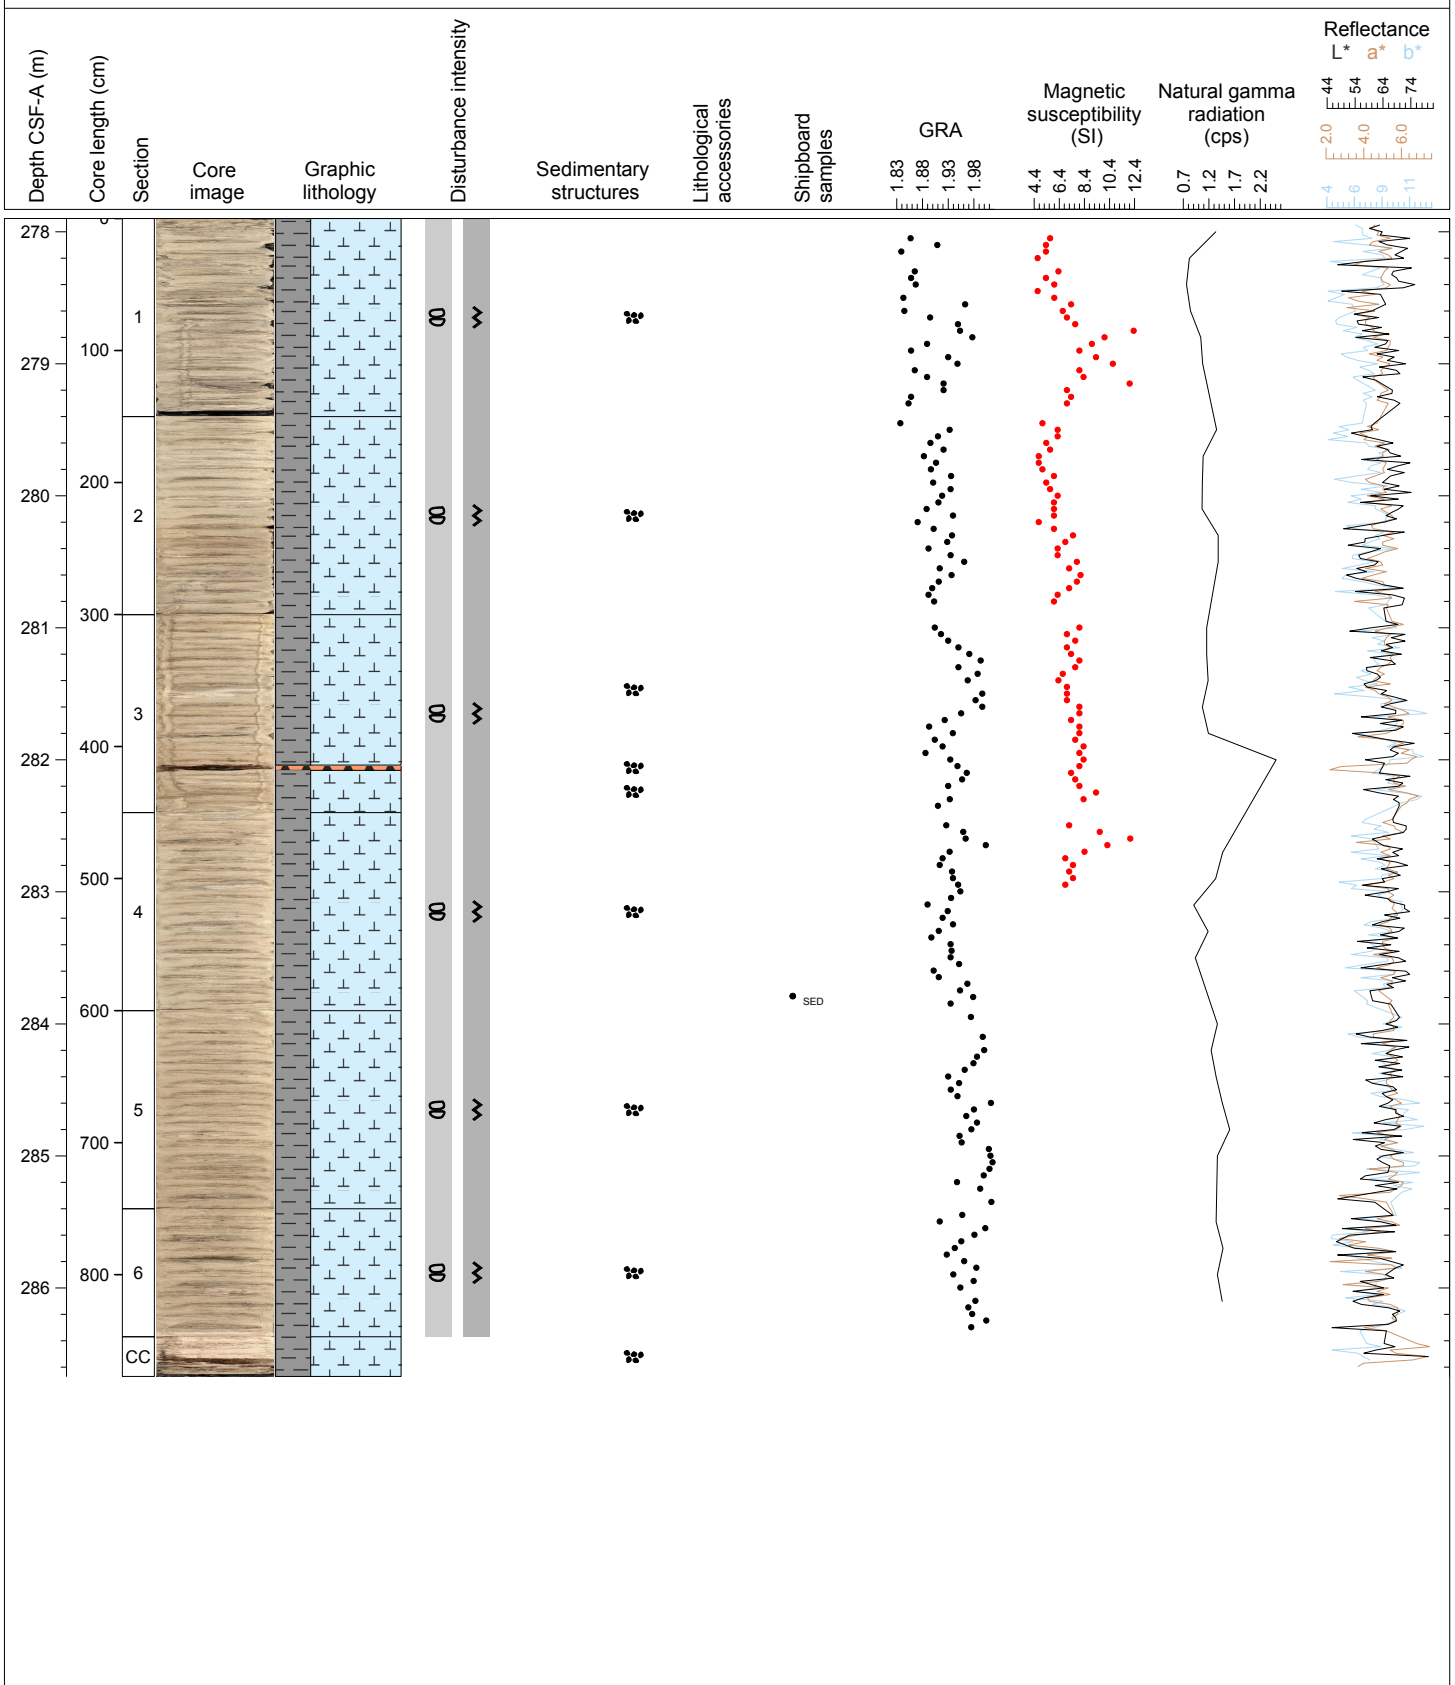 Depth CSF-A (m)
Core length (cm)
Section
Core
image
Graphic
lithology
Disturbance intensity
Sedimentary
structures
Lithological
accessories
Shipboard
samples
GRA
1.83 1.88 1.93 1.98
Magnetic
susceptibility
(SI)
4.4 6.4 8.4 10.4 12.4
Natural gamma
radiation
(cps)
0.7 1.2 1.7 2.2
Reflectance
L* a* b*
44 54 64 74
2.0 4.0 6.0
4 6 9 11
0
278
1
100
279
200
280
2
300
281
3
400
282
500
283
4
SED
600
284
5
700
285
800
6
286
CC